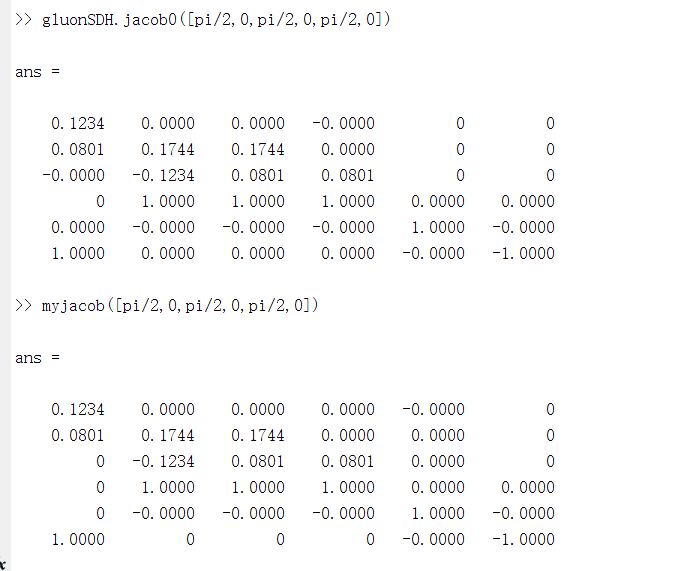 >> gluonSDH.jacob0([pi/2,0,pi/2,0,pi/2,0])
ans =
0.1234 0.0000 0.0000 -0.0000 0 0
0.0801 0.1744 0.1744 0.0000 0 0
-0.0000 -0.1234 0.0801 0.0801 0 0
0 1.0000 1.0000 1.0000 0.0000 0.0000
0.0000 -0.0000 -0.0000 -0.0000 1.0000 -0.0000
1.0000 0.0000 0.0000 0.0000 -0.0000 -1.0000
>> myjacob([pi/2,0,pi/2,0,pi/2,0])
ans =
0.1234 0.0000 0.0000 0.0000 -0.0000 0
0.0801 0.1744 0.1744 0.0000 0.0000 0
0 -0.1234 0.0801 0.0801 0.0000 0
0 1.0000 1.0000 1.0000 0.0000 0.0000
0 -0.0000 -0.0000 -0.0000 1.0000 -0.0000
1.0000 0 0 0 -0.0000 -1.0000